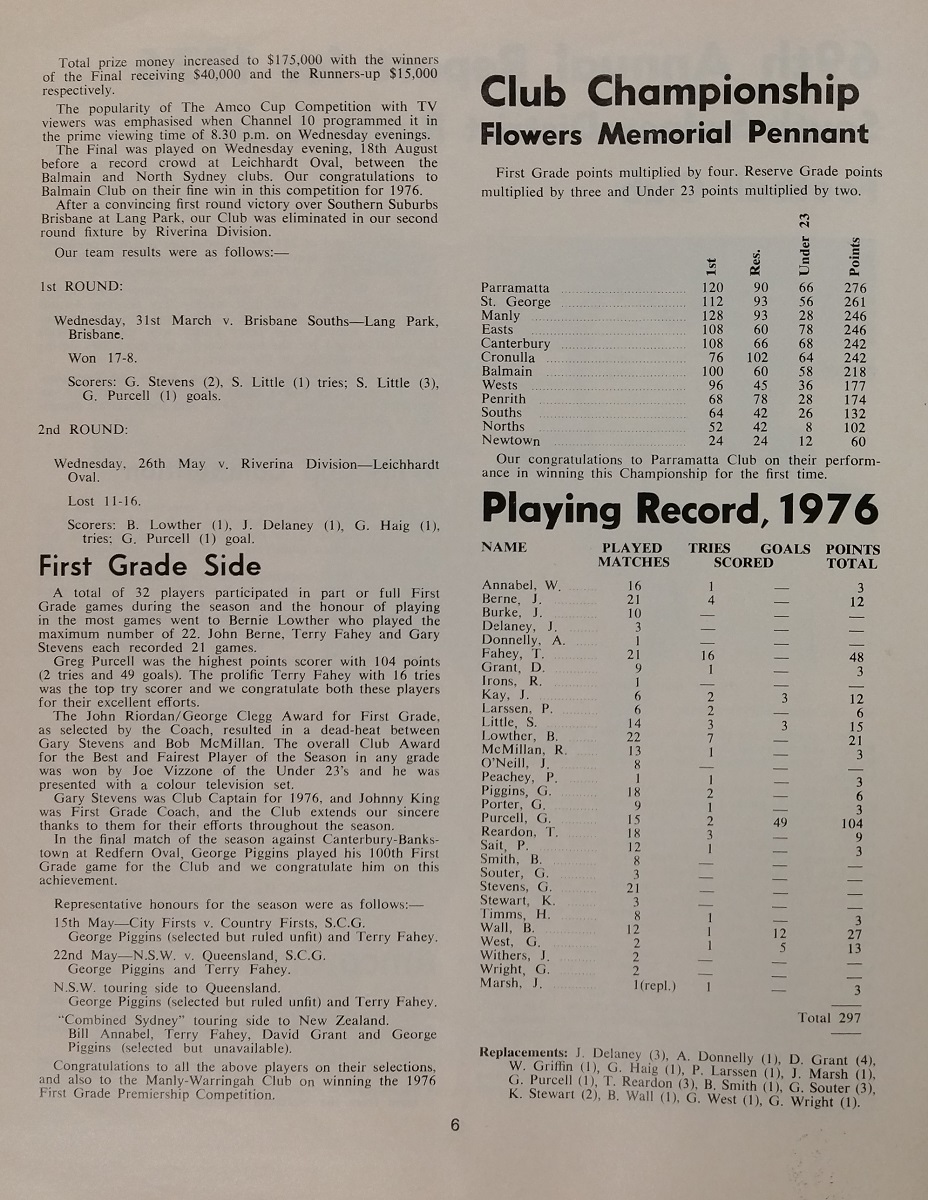 Total prize money increased to $175,000 with the winners
of the Final receiving $40,000 and the Runners-up $15,000
respectively.
The popularity of The Amco Cup Competition with TV
viewers was emphasised when Channel 10 programmed it in
the prime viewing time of 8.30 p.m. on Wednesday evenings.
The Final was played on Wednesday evening, 18th August
before a record crowd at Leichhardt Oval, between the
Balmain and North Sydney clubs. Our congratulations to
Balmain Club on their fine win in this competition for 1976.
After a convincing first round victory over Southern Suburbs
Brisbane at Lang Park, our Club was eliminated in our second
round fixture by Riverina Division.
Our team results were as follows:—
1st ROUND:
Wednesday, 31st March v. Brisbane Souths—Lang Park,
Brisbane.
Won 17-8.
Scorers: G. Stevens (2), S. Little (1) tries; S. Little (3),
G. Purcell (1) goals.
2nd ROUND:
Wednesday, 26th May v. Riverina Division—Leichhardt
Oval.
Lost 11-16.
Scorers: B. Lowther (1), J. Delaney (1), G. Haig (1),
tries; G. Purcell (1) goal.
First Grade Side
A total of 32 players participated in part or full First
Grade games during the season and the honour of playing
in the most games went to Bernie Lowther who played the
maximum number of 22. John Berne, Terry Fahey and Gary
Stevens each recorded 21 games.
Greg Purcell was the highest points scorer with 104 points
(2 tries and 49 goals). The prolific Terry Fahey with 16 tries
was the top try scorer and we congratulate both these players
for their excellent efforts.
The John Riordan/George Clegg Award for First Grade,
as selected by the Coach, resulted in a dead-heat between
Gary Stevens and Bob McMillan. The overall Club Award
for the Best and Fairest Player of the Season in any grade
was won by Joe Vizzone of the Under 23's and he was
presented with a colour television set.
Gary Stevens was Club Captain for 1976, and Johnny King
was First Grade Coach, and the Club extends our sincere
thanks to them for their efforts throughout the season.
In the final match of the season against Canterbury-Banks-
town at Redfern Oval, George Piggins played his 100th First
Grade game for the Club and we congratulate him on this
achievement.
Representative honours for the season were as follows:—
15th May—City Firsts v. Country Firsts, S.C.G.
George Piggins (selected but ruled unfit) and Terry Fahey.
22nd May—N.S.W. v. Queensland, S.C.G.
George Piggins and Terry Fahey.
N.S.W. touring side to Queensland.
George Piggins (selected but ruled unfit) and Terry Fahey.
"Combined Sydney" touring side to New Zealand.
Bill Annabel, Terry Fahey, David Grant and George
Piggins (selected but unavailable).
Congratulations to all the above players on their selections,
and also to the Manly-Warringah Club on winning the 1976
First Grade Premiership Competition.
Club Championship
Flowers Memorial Pennant
First Grade points multiplied by four. Reserve Grade points
multiplied by three and Under 23 points multiplied by two.
1st Res. Under 23 Points
Parramatta 120 90 66 276
St. George 112 93 56 261
Manly 128 93 28 246
Easts 108 60 78 246
Canterbury 108 66 68 242
Cronulla 76 102 64 242
Balmain 100 60 58 218
Wests 96 45 36 177
Penrith 68 78 28 174
Souths 64 42 26 132
Norths 52 42 8 102
Newtown 24 24 12 60
Our congratulations to Parramatta Club on their perform-
ance in winning this Championship for the first time.
Playing Record, 1976
NAME PLAYED TRIES GOALS POINTS
MATCHES SCORED TOTAL
Annabel, W. 16 1 — 3
Berne, J. 21 4 — 12
Burke, J. 10 — — —
Delaney, J. 3 — — —
Donnelly, A. 1 — — —
Fahey, T. 21 16 — 48
Grant, D. 9 1 — 3
Irons, R. 1 — — —
Kay, J. 6 2 3 12
Larssen, P. 6 2 — 6
Little, S. 14 3 3 15
Lowther, B. 22 7 — 21
McMillan, R. 13 1 — 3
O'Neill, J. 8 — — —
Peachey, P. 1 1 — 3
Piggins, G. 18 2 — 6
Porter, G. 9 1 — 3
Purcell, G. 15 2 49 104
Reardon, T. 18 3 — 9
Sait, P. 12 1 — 3
Smith, B. 8 — — —
Souter, G. 3 — — —
Stevens, G. 21 — — —
Stewart, K. 3 — — —
Timms, H. 8 1 — 3
Wall, B. 12 1 12 27
West, G. 2 1 5 13
Withers, J. 2 — — —
Wright, G. 2 — — —
Marsh, J. 1(repl.) 1 — 3
Total 297
Replacements: J. Delaney (3), A. Donnelly (1), D. Grant (4),
W. Griffin (1), G. Haig (1), P. Larssen (1), J. Marsh (1),
G. Purcell (1), T. Reardon (3), B. Smith (1), G. Souter (3),
K. Stewart (2), B. Wall (1), G. West (1), G. Wright (1).
6